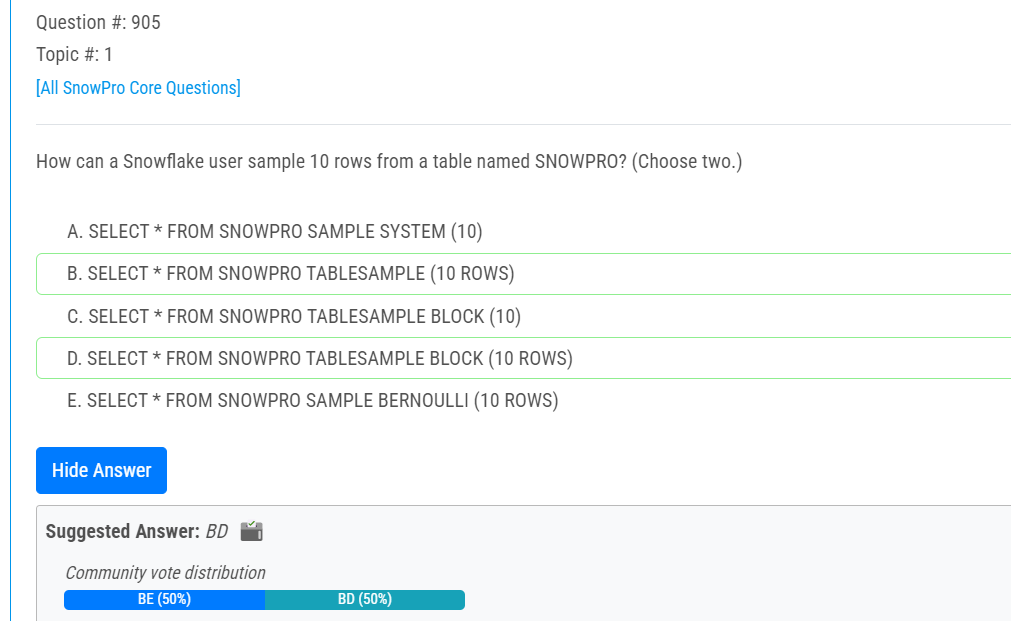 Question #: 905
Topic #: 1
[All SnowPro Core Questions]
How can a Snowflake user sample 10 rows from a table named SNOWPRO? (Choose two.)
A. SELECT * FROM SNOWPRO SAMPLE SYSTEM (10)
B. SELECT * FROM SNOWPRO TABLESAMPLE (10 ROWS)
C. SELECT * FROM SNOWPRO TABLESAMPLE BLOCK (10)
D. SELECT * FROM SNOWPRO TABLESAMPLE BLOCK (10 ROWS)
E. SELECT * FROM SNOWPRO SAMPLE BERNOULLI (10 ROWS)
Hide Answer
Suggested Answer: BD
Community vote distribution
BE (50%) BD (50%)